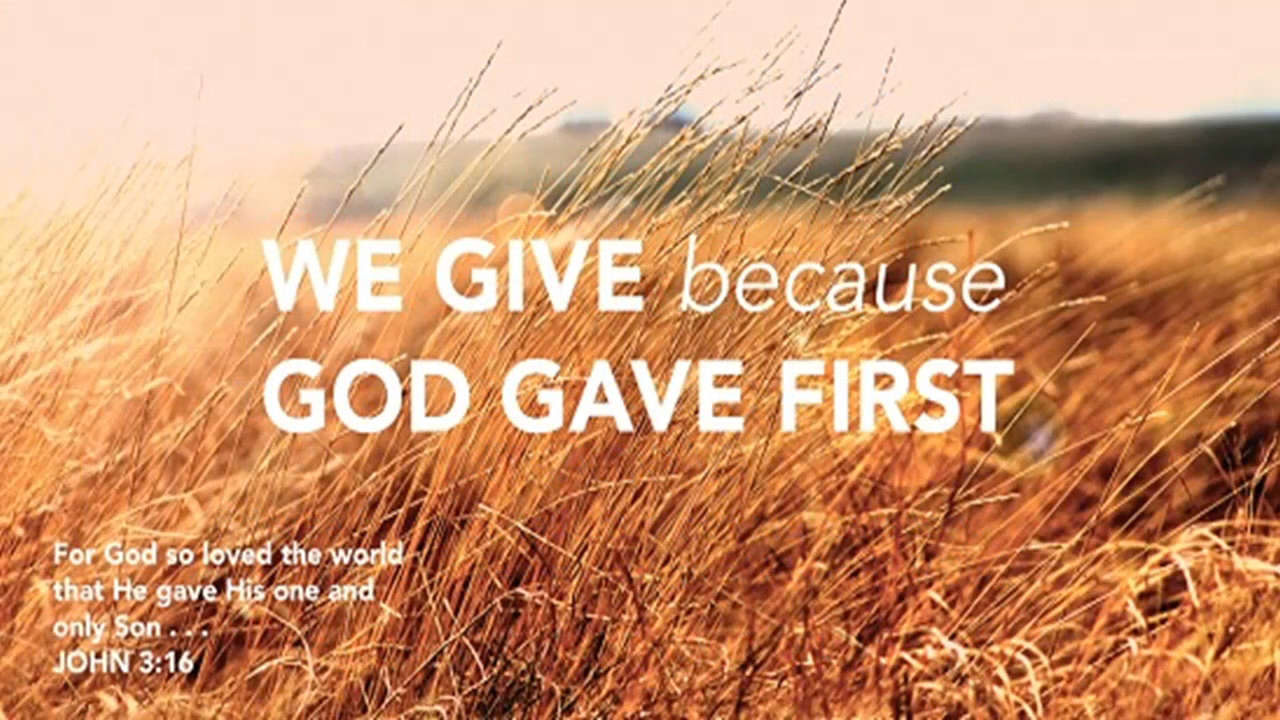 WE GIVE because
GOD GAVE FIRST
For God so loved the world
that He gave His one and
only Son . . .
JOHN 3:16